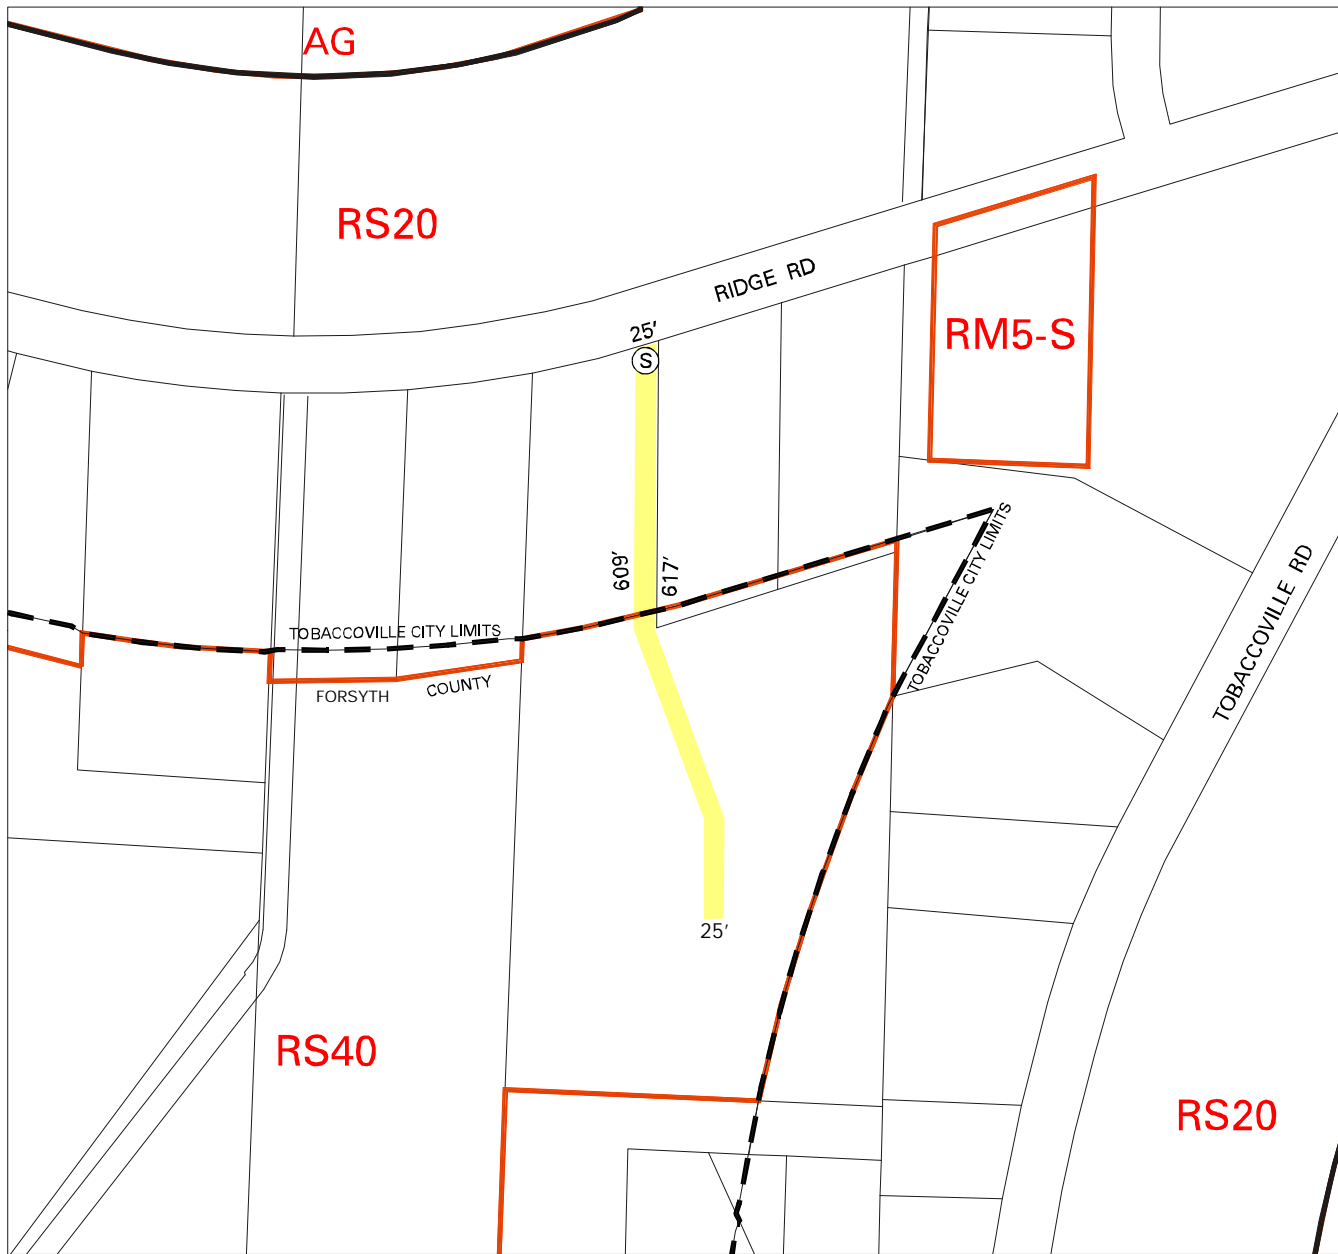 AG
RS20
RIDGE RD
25'
S
RM5-S
609'
617'
TOBACCOVILLE CITY LIMITS
TOBACCOVILLE CITY LIMITS
TOBACCOVILLE RD
FORSYTH COUNTY
25'
RS40
RS20